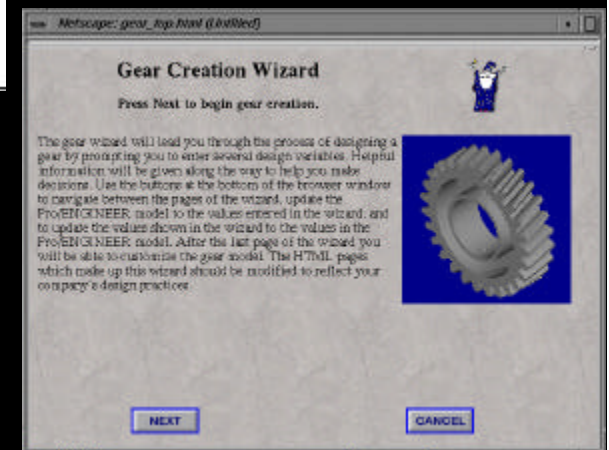 Netscape: gear_top.html (Untitled)
Gear Creation Wizard
Press Next to begin gear creation.
The gear wizard will lead you through the process of designing a
gear by prompting you to enter several design variables. Helpful
information will be given along the way to help you make
decisions. Use the buttons at the bottom of the browser window
to navigate between the pages of the wizard, update the
Pro/ENGINEER model to the values entered in the wizard, and
to update the values shown in the wizard to the values in the
Pro/ENGINEER model. After the last page of the wizard you
will be able to customize the gear model. The HTML pages
which make up this wizard should be modified to reflect your
company's design practices
NEXT
CANCEL